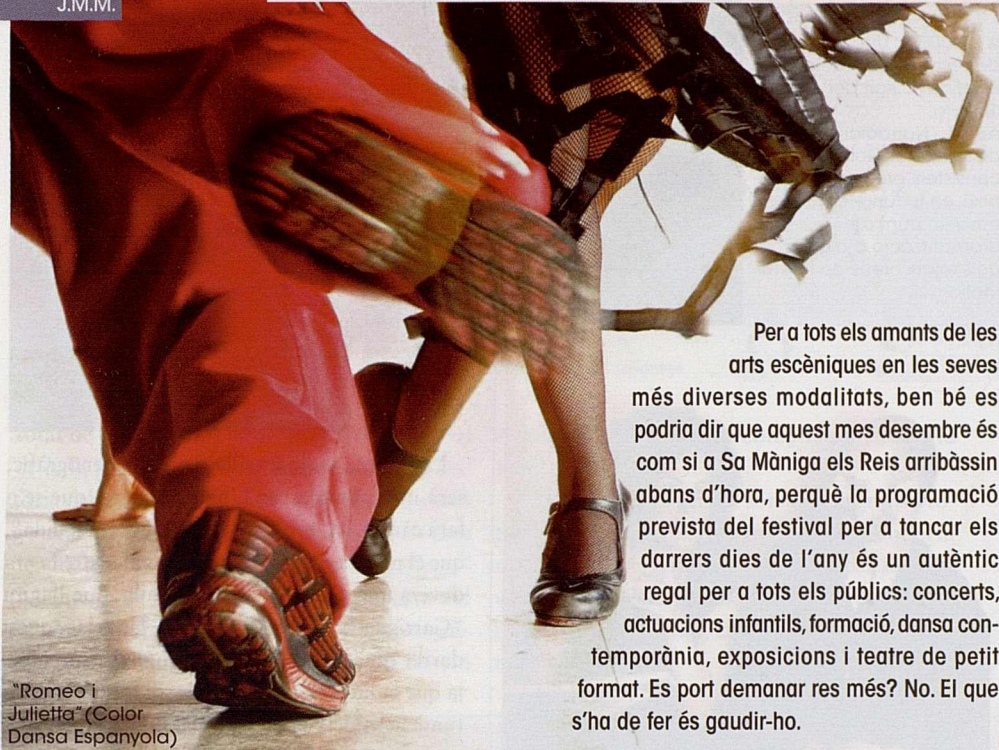 J.M.M.
Per a tots els amants de les
arts escèniques en les seves
més diverses modalitats, ben bé es
podria dir que aquest mes desembre és
com si a Sa Màniga els Reis arribàssin
abans d'hora, perquè la programació
prevista del festival per a tancar els
darrers dies de l'any és un autèntic
regal per a tots els públics: concerts,
actuacions infantils, formació, dansa con-
temporània, exposicions i teatre de petit
format. Es port demanar res més? No. El que
s'ha de fer és gaudir-ho.
"Romeo i
Julietta" (Color
Dansa Espanyola)